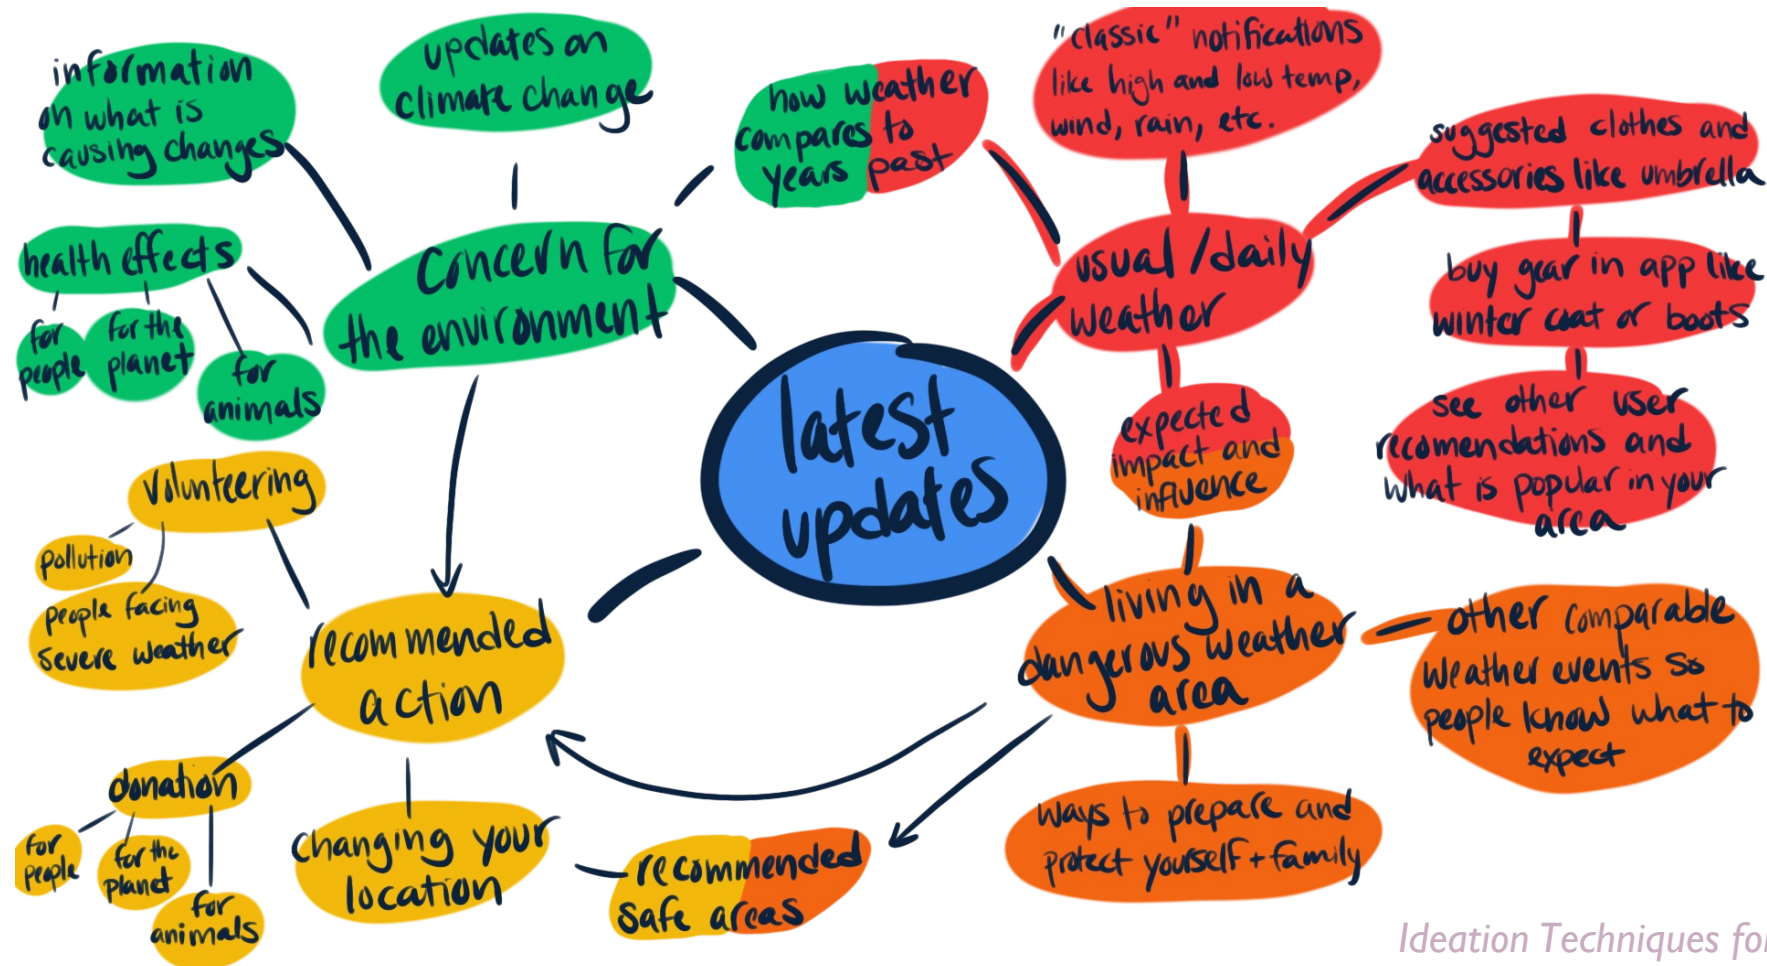 information
on what is
causing changes
updates on
climate change
how weather
compares to
years past
"classic" notifications
like high and low temp,
wind, rain, etc.
suggested clothes and
accessories like umbrella
health effects
for
people
for the
planet
for
animals
concern for
the environment
usual/daily
weather
buy gear in app like
winter coat or boots
expected
impact and
influence
see other user
recomendations and
what is popular in your
area
latest
updates
volunteering
pollution
people facing
severe weather
recommended
action
living in a
dangerous weather
area
other comparable
weather events so
people know what to
expect
donation
for
people
for the
planet
for
animals
changing your
location
recommended
safe areas
ways to prepare and
protect yourself + family
Ideation Techniques for